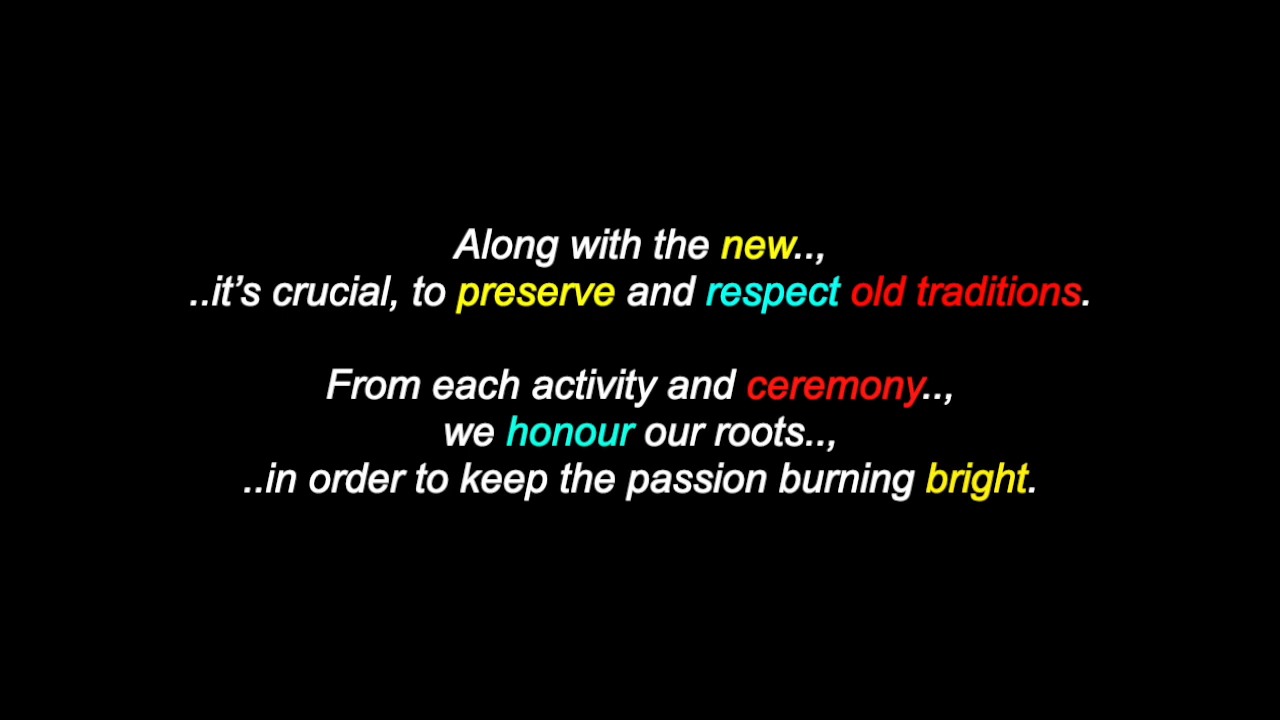 Along with the new..,
..it’s crucial, to preserve and respect old traditions.
From each activity and ceremony..,
we honour our roots..,
..in order to keep the passion burning bright.